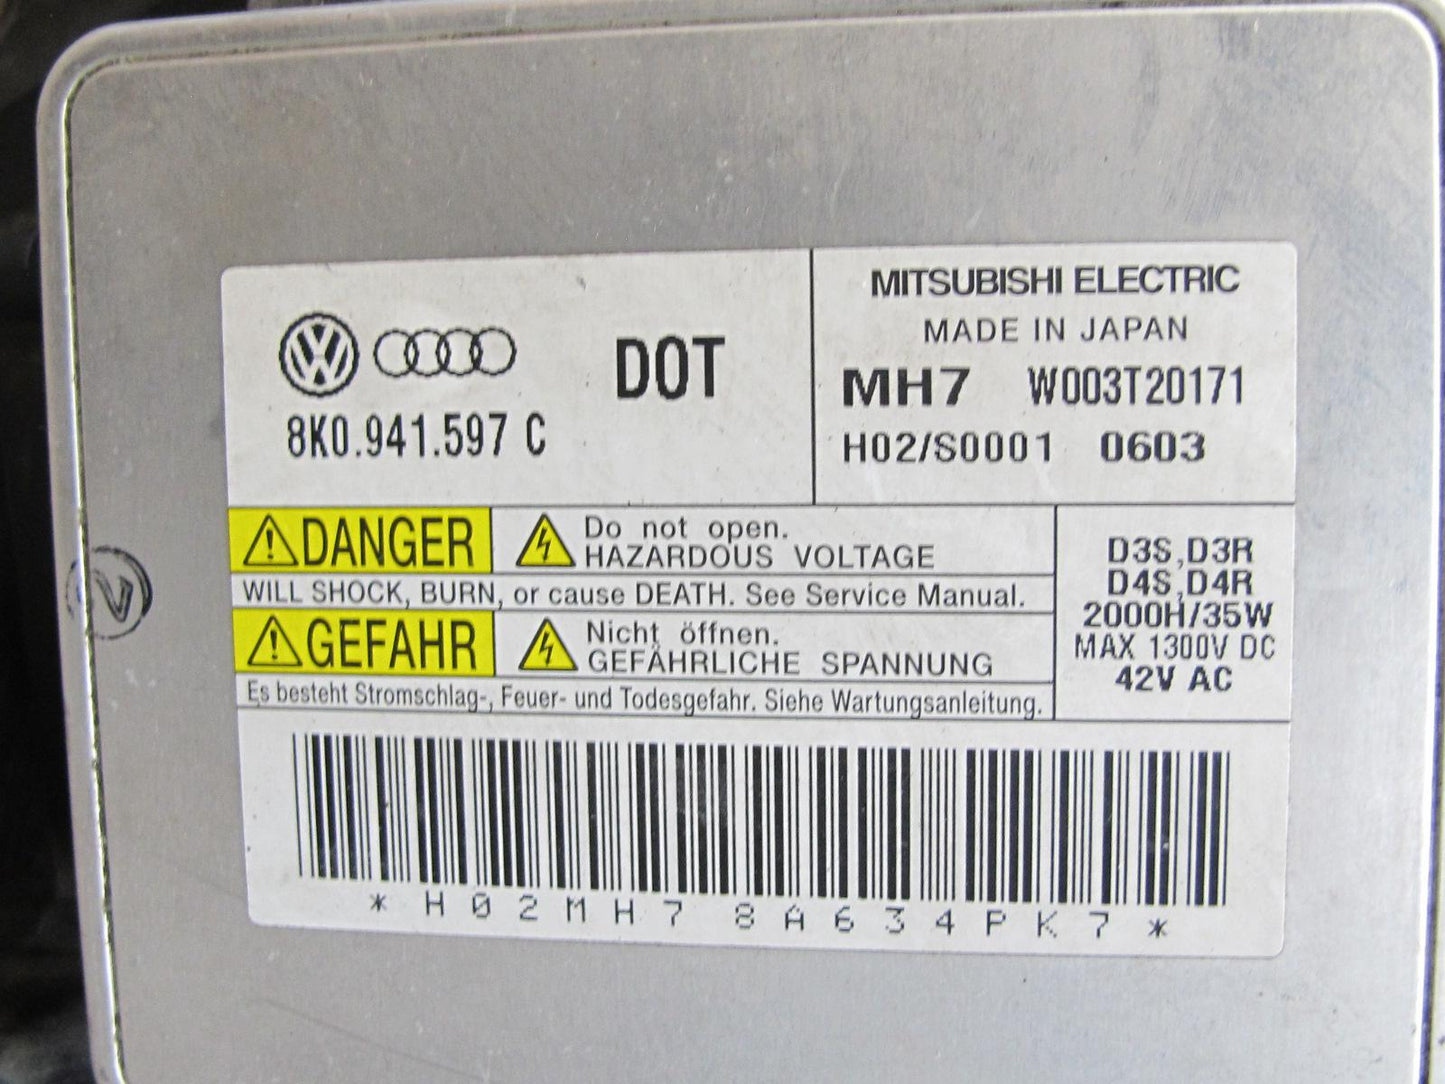 DOT
8K0.941.597 C
MITSUBISHI ELECTRIC
MADE IN JAPAN
MH7 W003T20171
H02/S0001 0603
DANGER
Do not open.
HAZARDOUS VOLTAGE
WILL SHOCK, BURN, or cause DEATH. See Service Manual.
GEFAHR
Nicht öffnen.
GEFÄHRLICHE SPANNUNG
Es besteht Stromschlag-, Feuer- und Todesgefahr. Siehe Wartungsanleitung.
D3S,D3R
D4S,D4R
2000H/35W
MAX 1300V DC
42V AC
*H02MH7 8A634PK7*